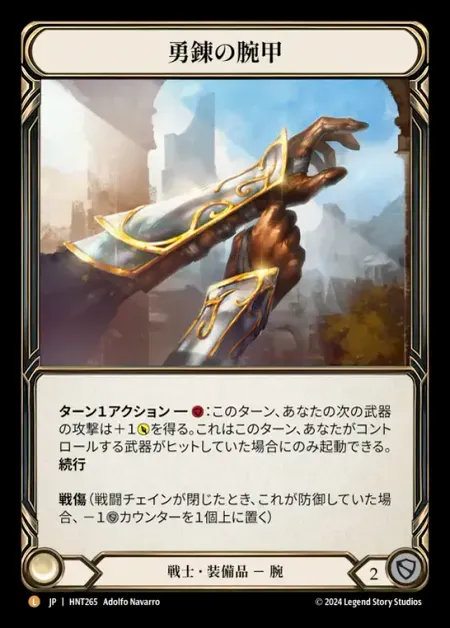 勇錬の腕甲
ターン1アクション ー :このターン、あなたの次の武器
の攻撃は+1を得る。これはこのターン、あなたがコント
ロールする武器がヒットしていた場合にのみ起動できる。
続行
戦傷(戦闘チェインが閉じたとき、これが防御していた場
合、-1カウンターを1個上に置く)
戦士・装備品 ー 腕
2
L JP | HNT265 Adolfo Navarro
© 2024 Legend Story Studios